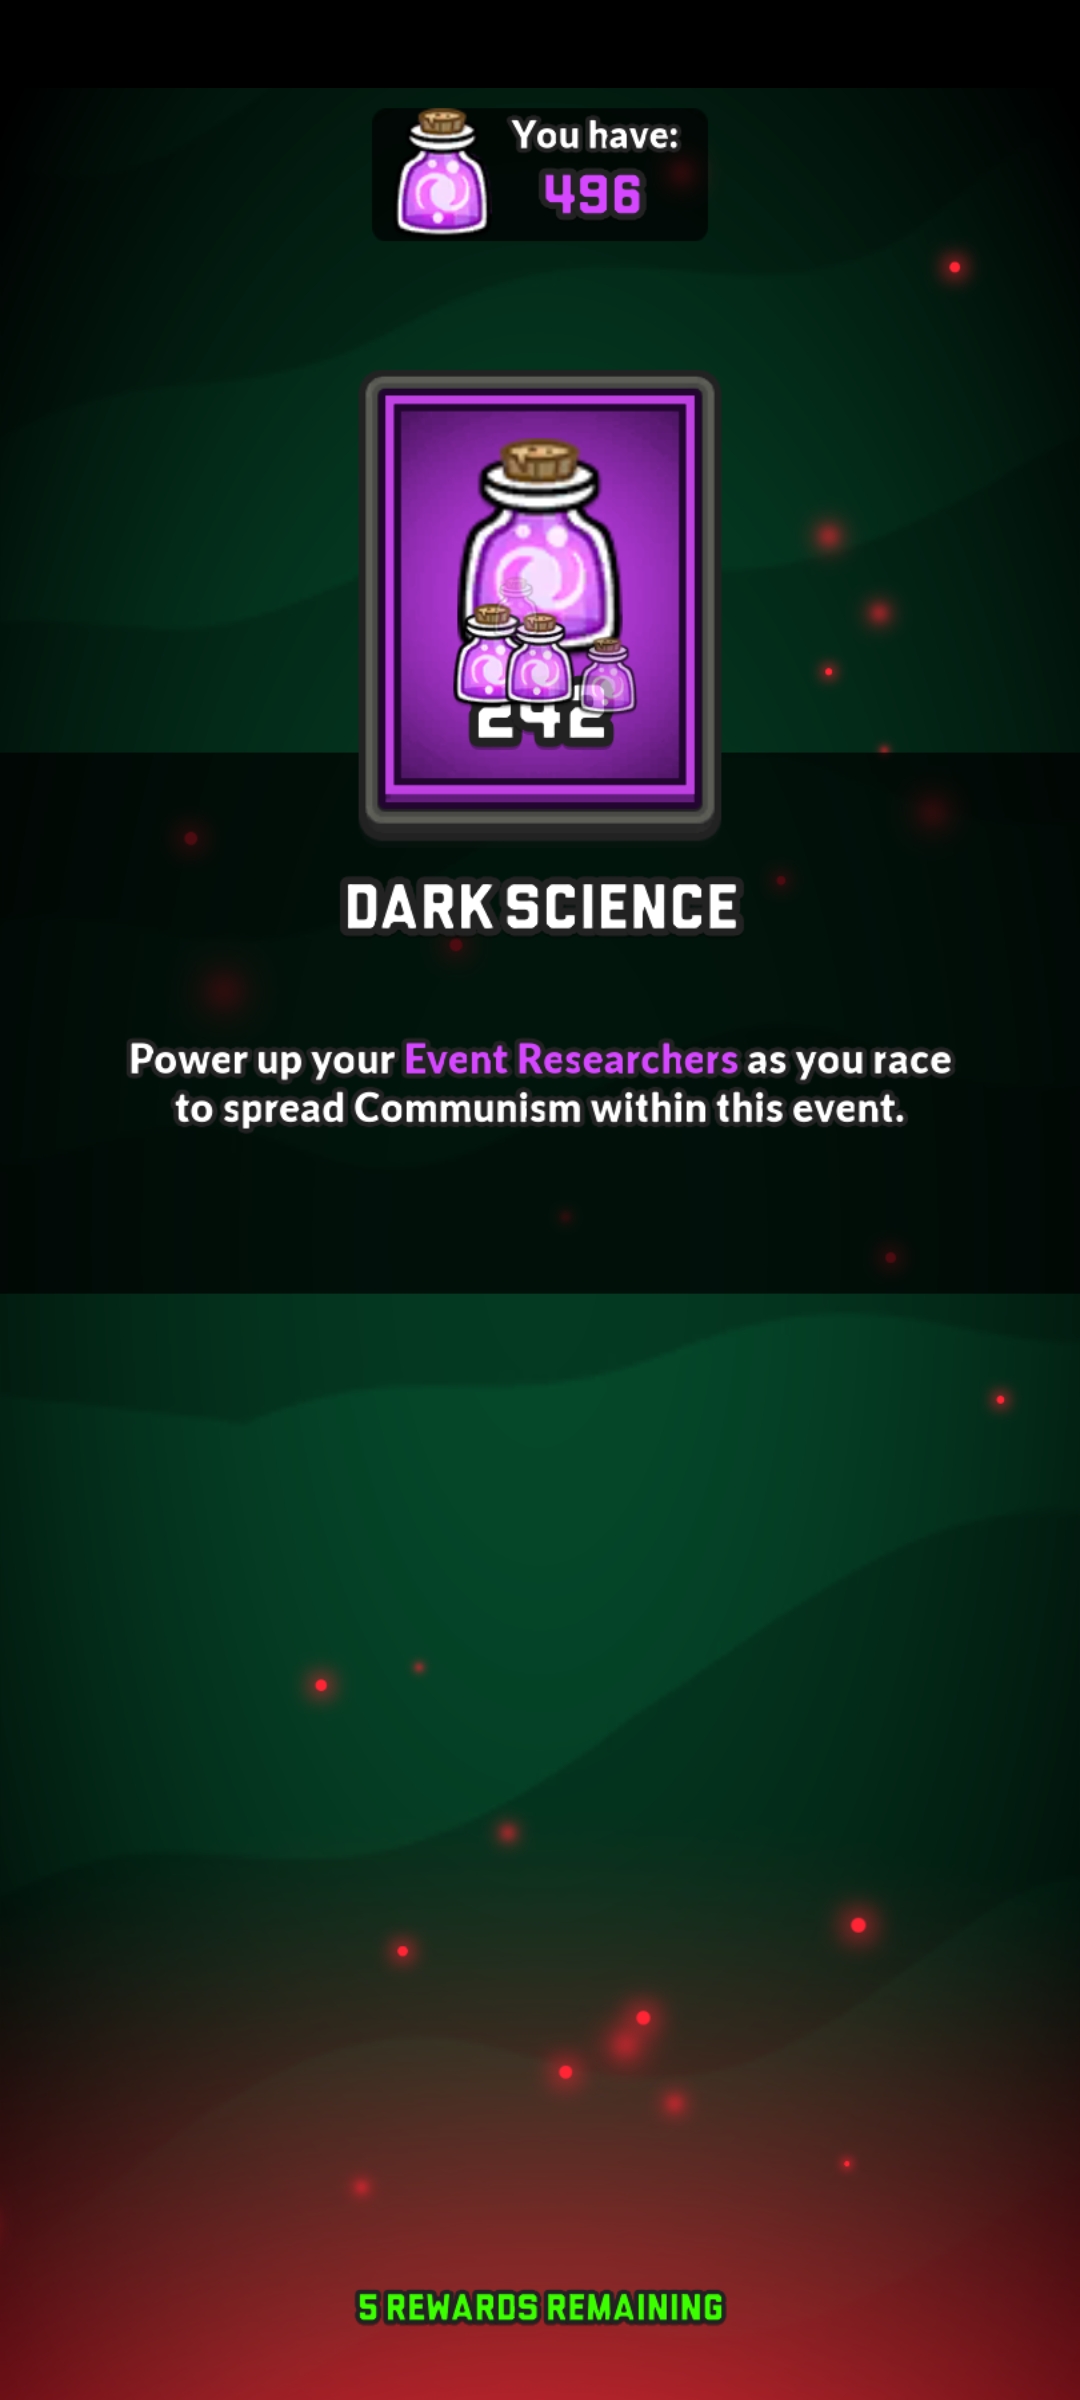 You have:
496
242
DARK SCIENCE
Power up your Event Researchers as you race
to spread Communism within this event.
5 REWARDS REMAINING